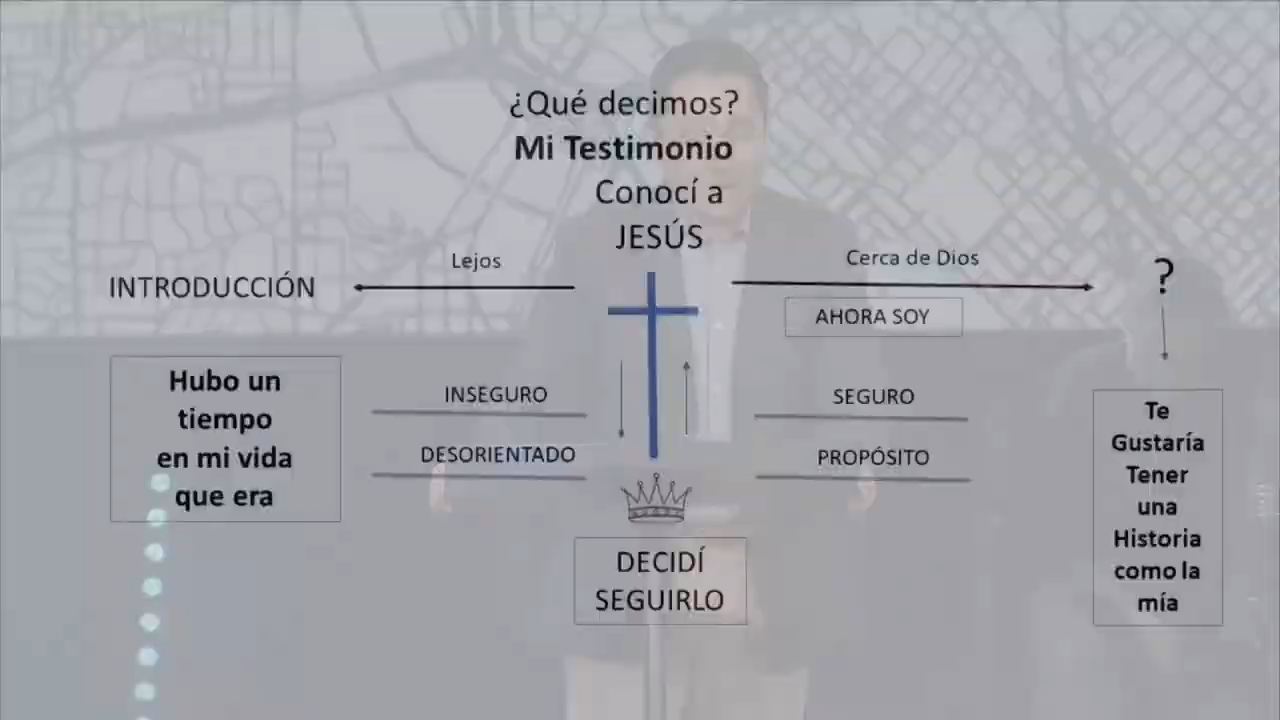 ¿Qué decimos?
Mi Testimonio
Conocí a
JESÚS
Lejos
Cerca de Dios
INTRODUCCIÓN
?
AHORA SOY
Hubo un
tiempo
en mi vida
que era
INSEGURO
DESORIENTADO
SEGURO
PROPÓSITO
DECIDÍ
SEGUIRLO
Te
Gustaría
Tener
una
Historia
como la
mía